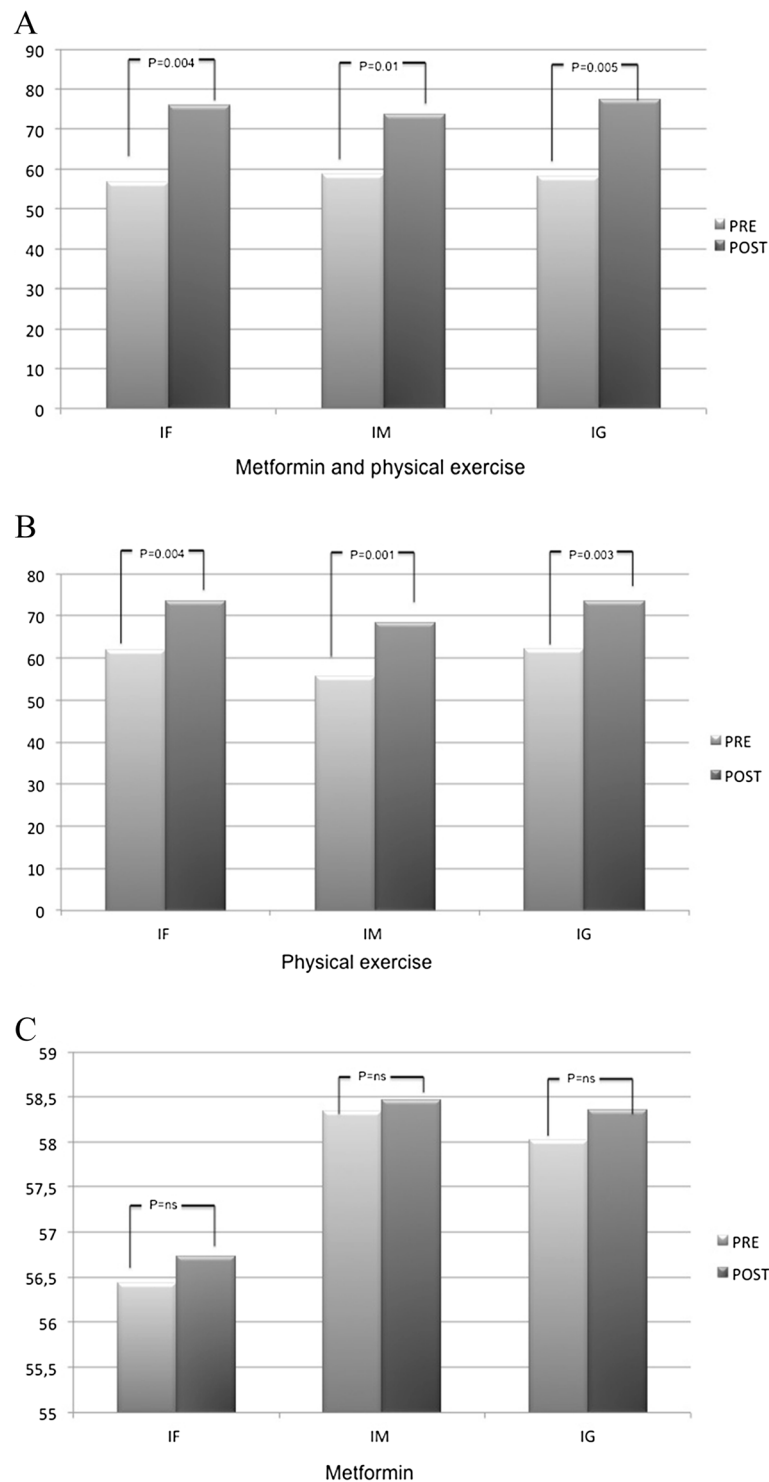 A
90
80
70
60
50
40
30
20
10
0
P=0.004
P=0.01
P=0.005
PRE
POST
IF
IM
IG
Metformin and physical exercise
B
80
70
60
50
40
30
20
10
0
P=0.004
P=0.001
P=0.003
PRE
POST
IF
IM
IG
Physical exercise
C
59
58,5
58
57,5
57
56,5
56
55,5
55
P=ns
P=ns
P=ns
PRE
POST
IF
IM
IG
Metformin